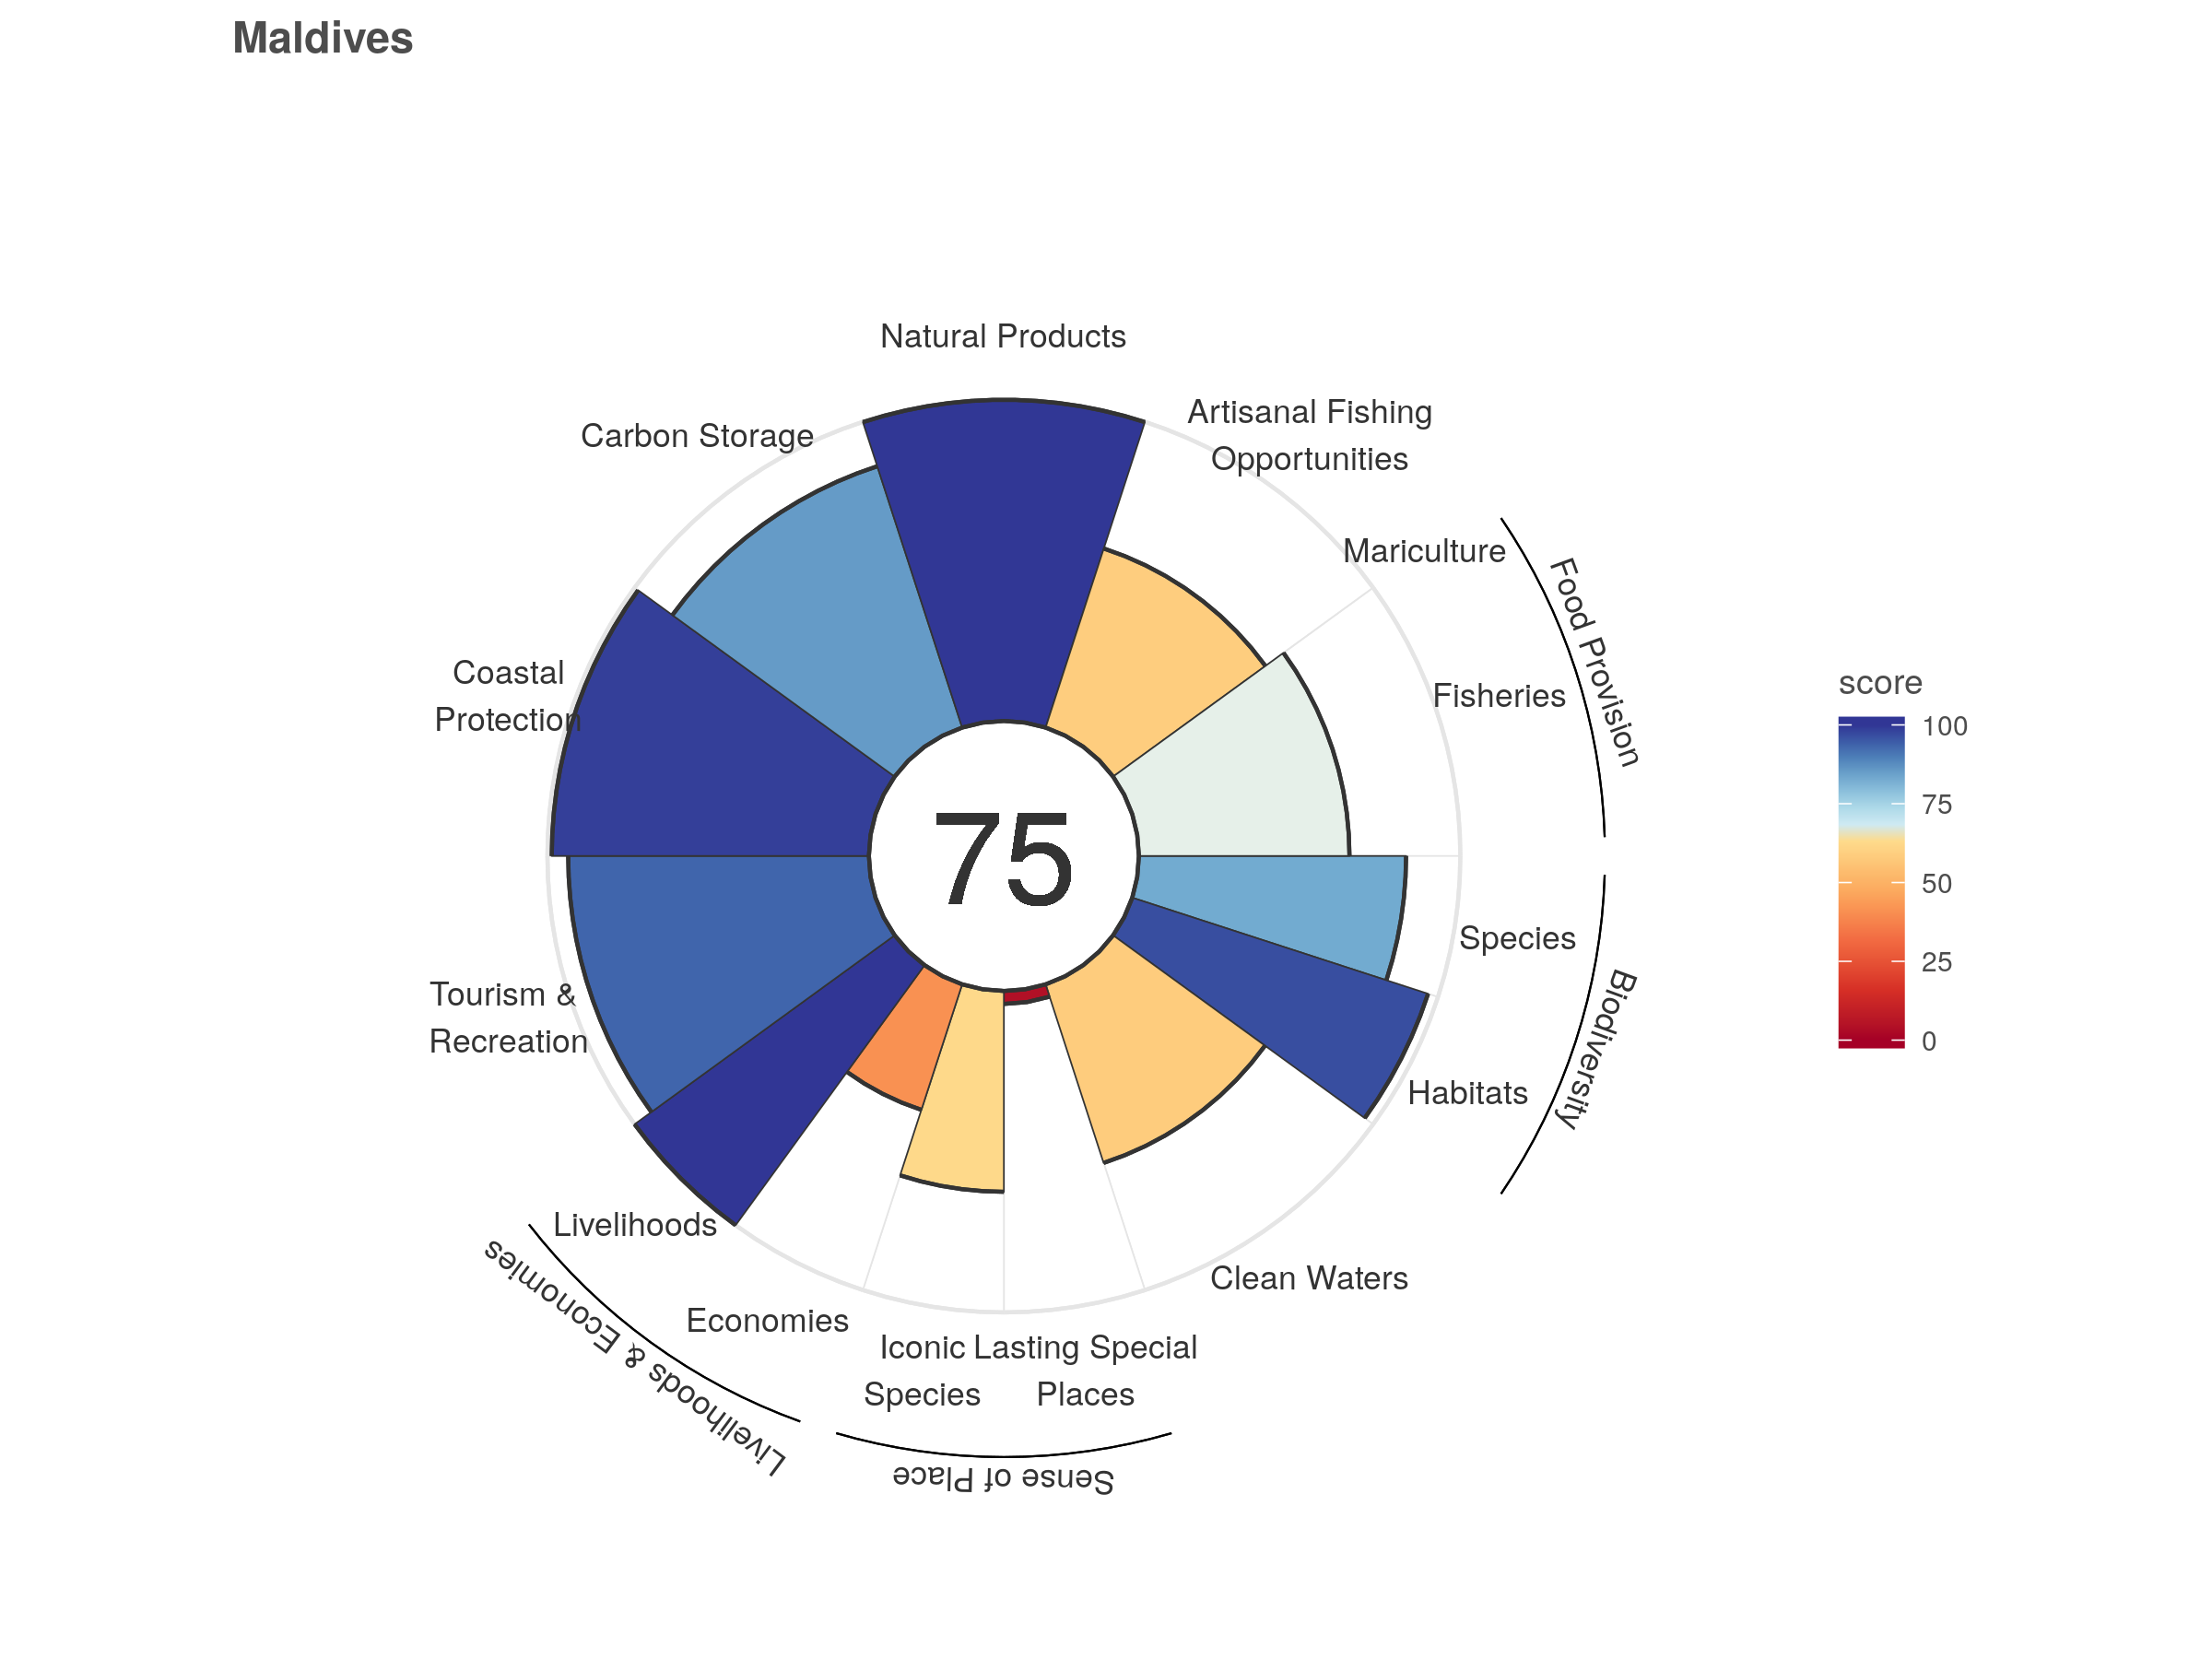 Maldives
Natural Products
Artisanal Fishing
Opportunities
Carbon Storage
Mariculture
Food Provision
Fisheries
Coastal
Protection
score
100
75
50
25
0
75
Species
Biodiversity
Habitats
Tourism &
Recreation
Livelihoods
Livelihoods & Economies
Clean Waters
Economies
Iconic
Species
Lasting Special
Places
Sense of Place